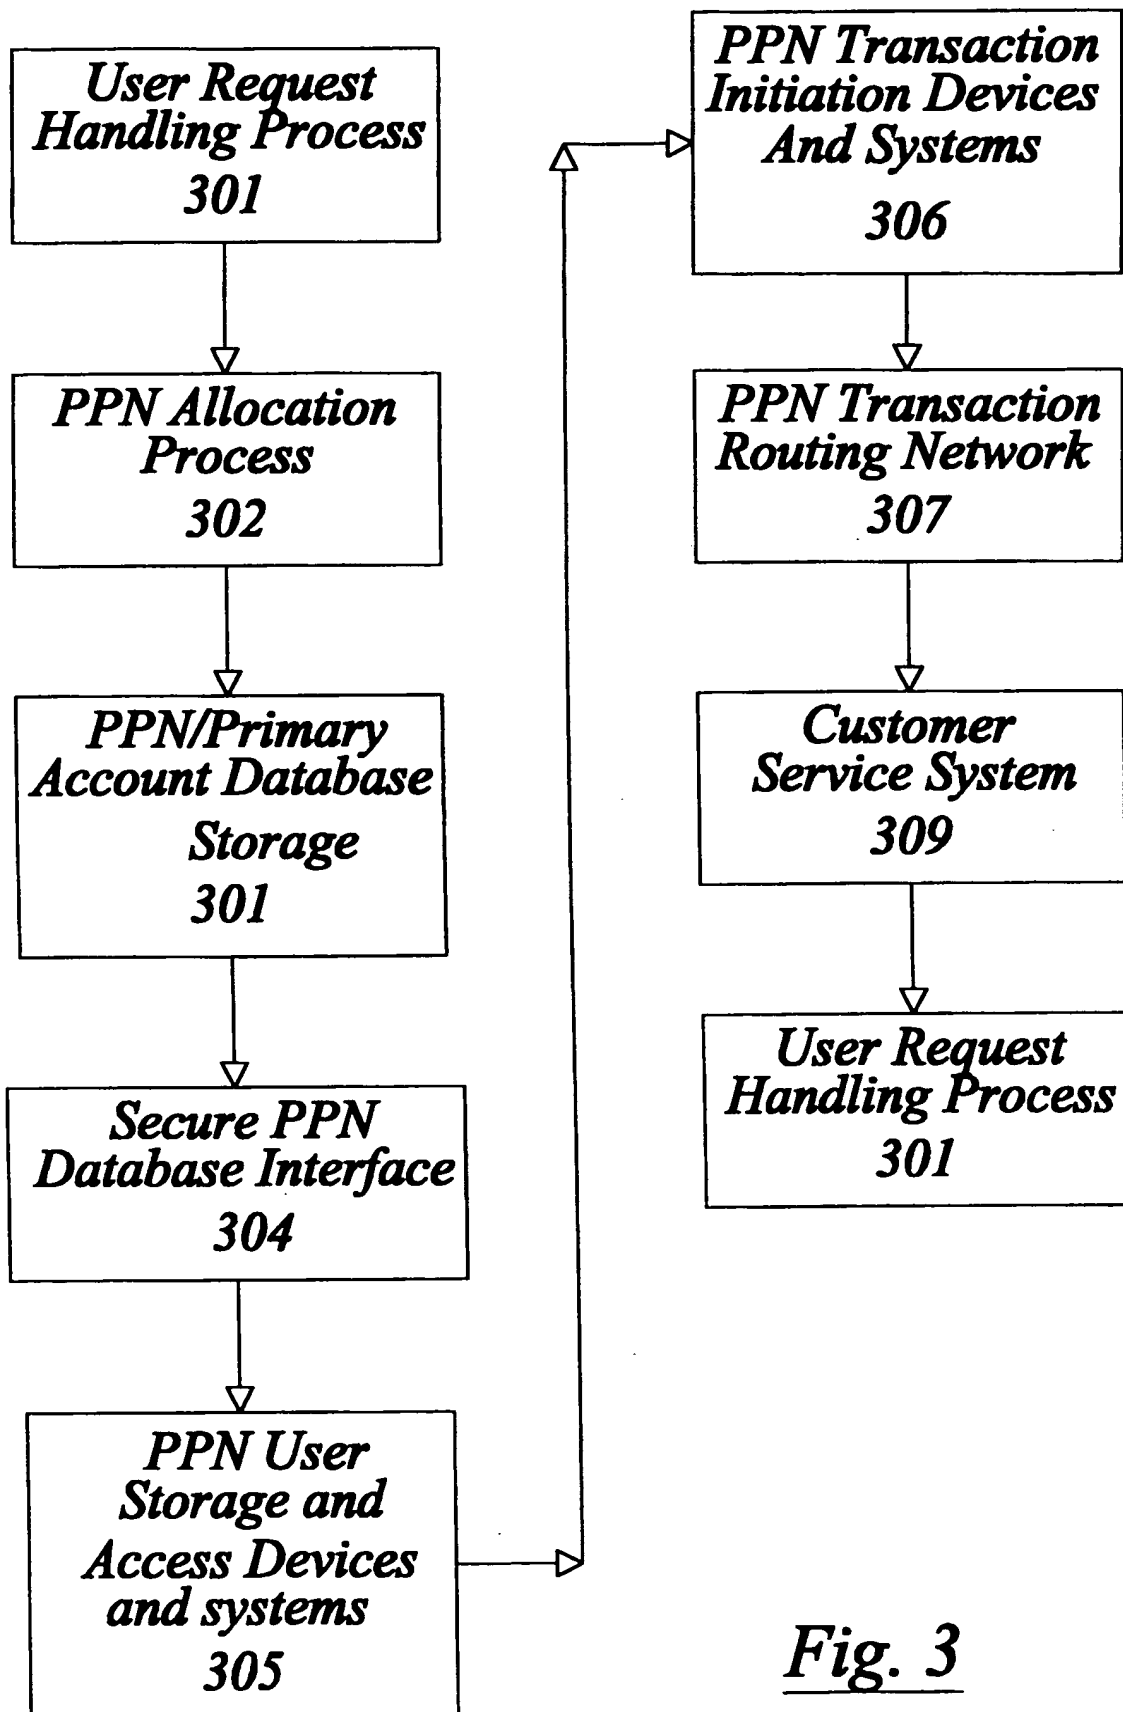 User Request
Handling Process
301
PPN Allocation
Process
302
PPN/Primary
Account Database
Storage
301
Secure PPN
Database Interface
304
PPN User
Storage and
Access Devices
and systems
305
PPN Transaction
Initiation Devices
And Systems
306
PPN Transaction
Routing Network
307
Customer
Service System
309
User Request
Handling Process
301
Fig. 3